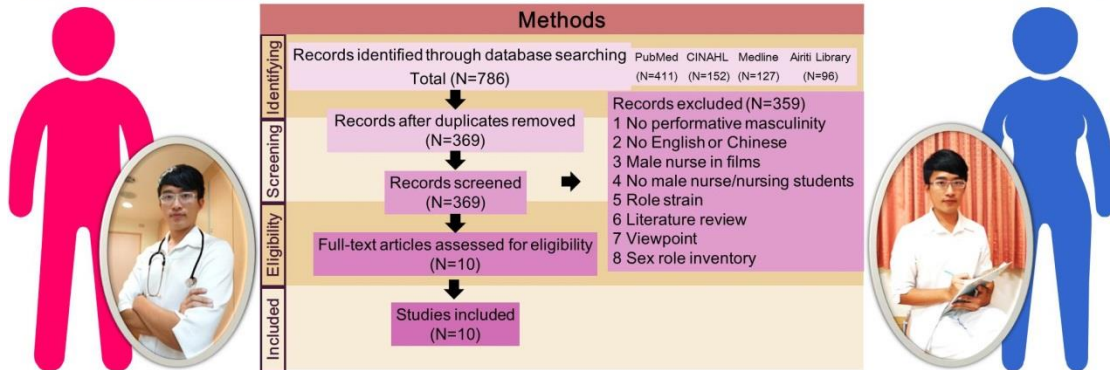 Methods
Identifying
Records identified through database searching
Total (N=786)
PubMed CINAHL Medline Airiti Library
(N=411) (N=152) (N=127) (N=96)
Screening
Records after duplicates removed
(N=369)
Records screened
(N=369)
Records excluded (N=359)
1 No performative masculinity
2 No English or Chinese
3 Male nurse in films
4 No male nurse/nursing students
5 Role strain
6 Literature review
7 Viewpoint
8 Sex role inventory
Eligibility
Full-text articles assessed for eligibility
(N=10)
Included
Studies included
(N=10)